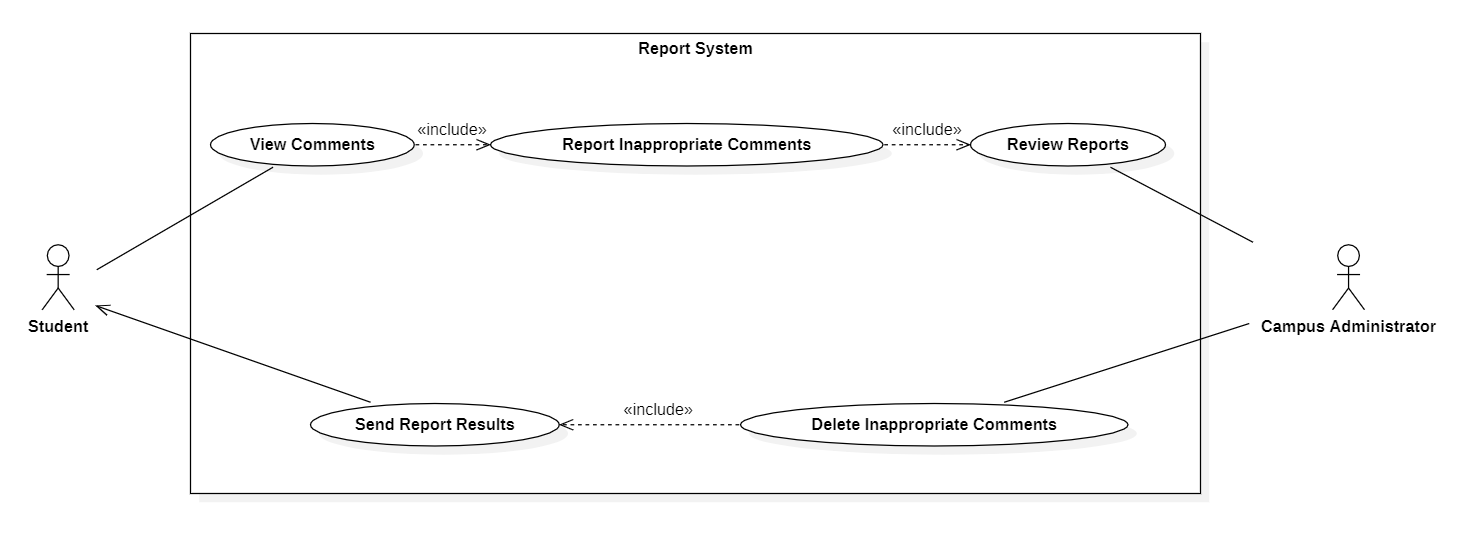 Report System
«include»
«include»
View Comments
Report Inappropriate Comments
Review Reports
Student
Campus Administrator
«include»
Send Report Results
Delete Inappropriate Comments